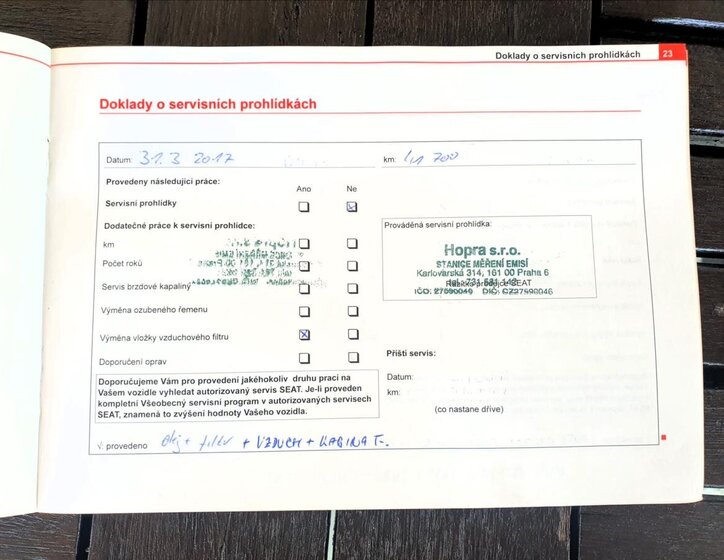 Doklady o servisních prohlídkách 23
Doklady o servisních prohlídkách
Datum: 31.3 2017 km: 700
Provedeny následující práce:
Ano Ne
Servisní prohlídky
Dodatečné práce k servisní prohlídce:
km
Počet roků
Servis brzdové kapaliny
Výměna ozubeného řemenu
Výměna vložky vzduchového filtru
Doporučení oprav
Prováděná servisní prohlídka:
Hopra s.r.o.
STANICE MĚŘENÍ EMISÍ
Karlovarská 314, 161 00 Praha 6
prodejce SEAT
IČO: 27590046 DIČ: CZ27590046
Příští servis:
Datum:
km:
(co nastane dříve)
Doporučujeme Vám pro provedení jakéhokoliv druhu prací na
Vašem vozidle vyhledat autorizovaný servis SEAT. Je-li proveden
kompletní Všeobecný servisní program v autorizovaných servisech
SEAT, znamená to zvýšení hodnoty Vašeho vozidla.
√: provedeno olej + filtr + VZDUCH + KABINA